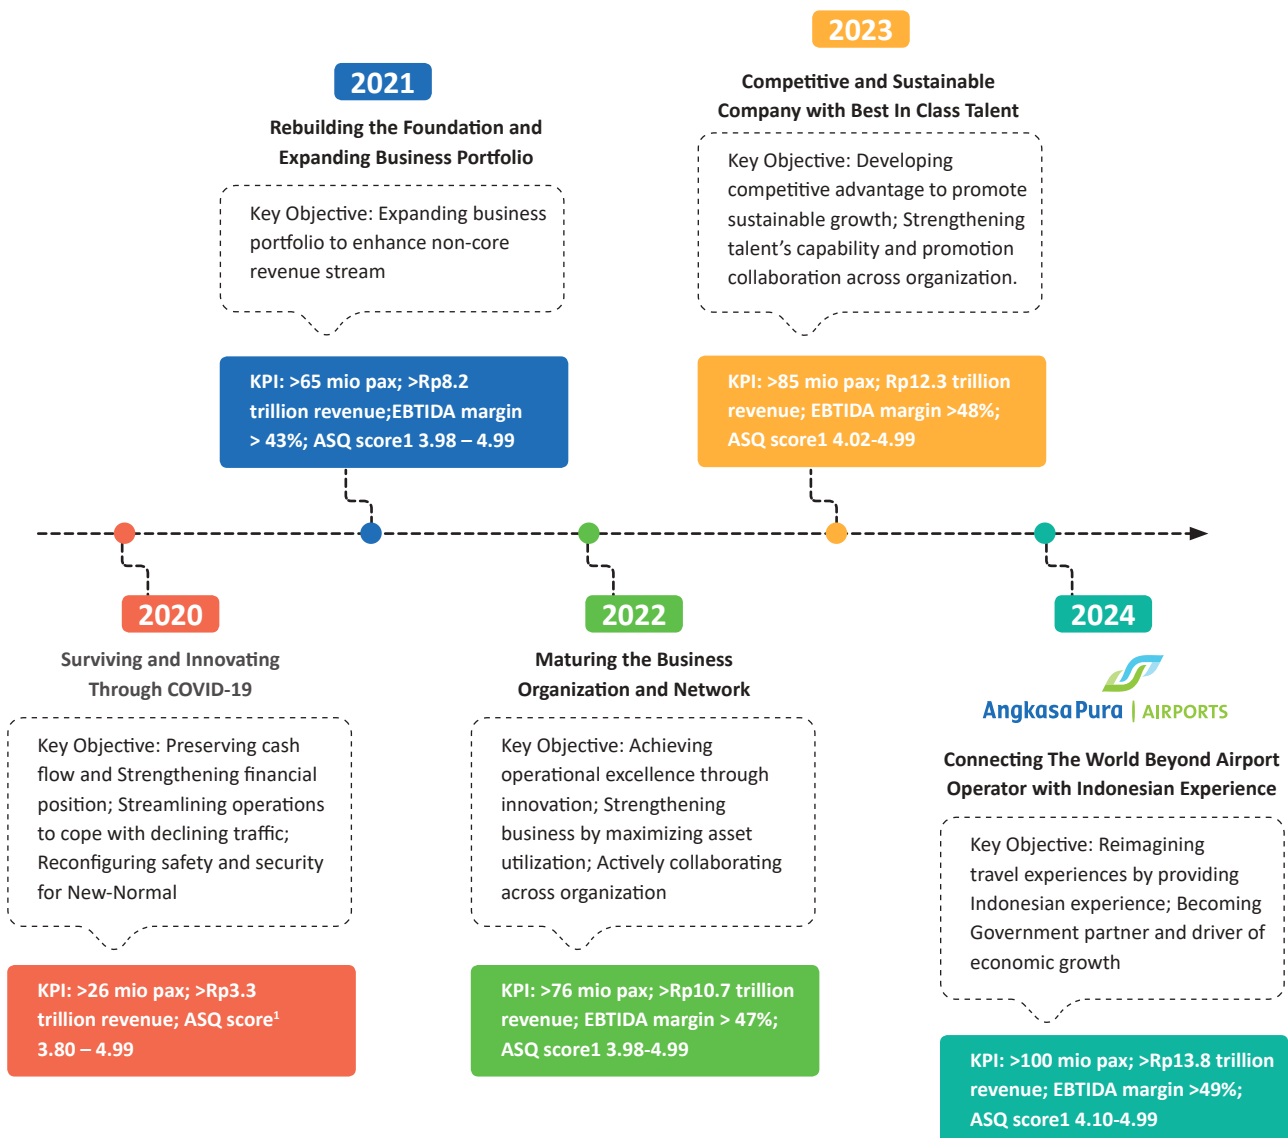 2023
Competitive and Sustainable
Company with Best In Class Talent
Key Objective: Developing
competitive advantage to promote
sustainable growth; Strengthening
talent’s capability and promotion
collaboration across organization.
KPI: >85 mio pax; Rp12.3 trillion
revenue; EBTIDA margin >48%;
ASQ score1 4.02-4.99
2021
Rebuilding the Foundation and
Expanding Business Portfolio
Key Objective: Expanding business
portfolio to enhance non-core
revenue stream
KPI: >65 mio pax; >Rp8.2
trillion revenue;EBTIDA margin
> 43%; ASQ score1 3.98 – 4.99
2020
Surviving and Innovating
Through COVID-19
Key Objective: Preserving cash
flow and Strengthening financial
position; Streamlining operations
to cope with declining traffic;
Reconfiguring safety and security
for New-Normal
KPI: >26 mio pax; >Rp3.3
trillion revenue; ASQ score¹
3.80 – 4.99
2022
Maturing the Business
Organization and Network
Key Objective: Achieving
operational excellence through
innovation; Strengthening
business by maximizing asset
utilization; Actively collaborating
across organization
KPI: >76 mio pax; >Rp10.7 trillion
revenue; EBTIDA margin > 47%;
ASQ score1 3.98-4.99
2024
AngkasaPura | AIRPORTS
Connecting The World Beyond Airport
Operator with Indonesian Experience
Key Objective: Reimagining
travel experiences by providing
Indonesian experience; Becoming
Government partner and driver of
economic growth
KPI: >100 mio pax; >Rp13.8 trillion
revenue; EBTIDA margin >49%;
ASQ score1 4.10-4.99